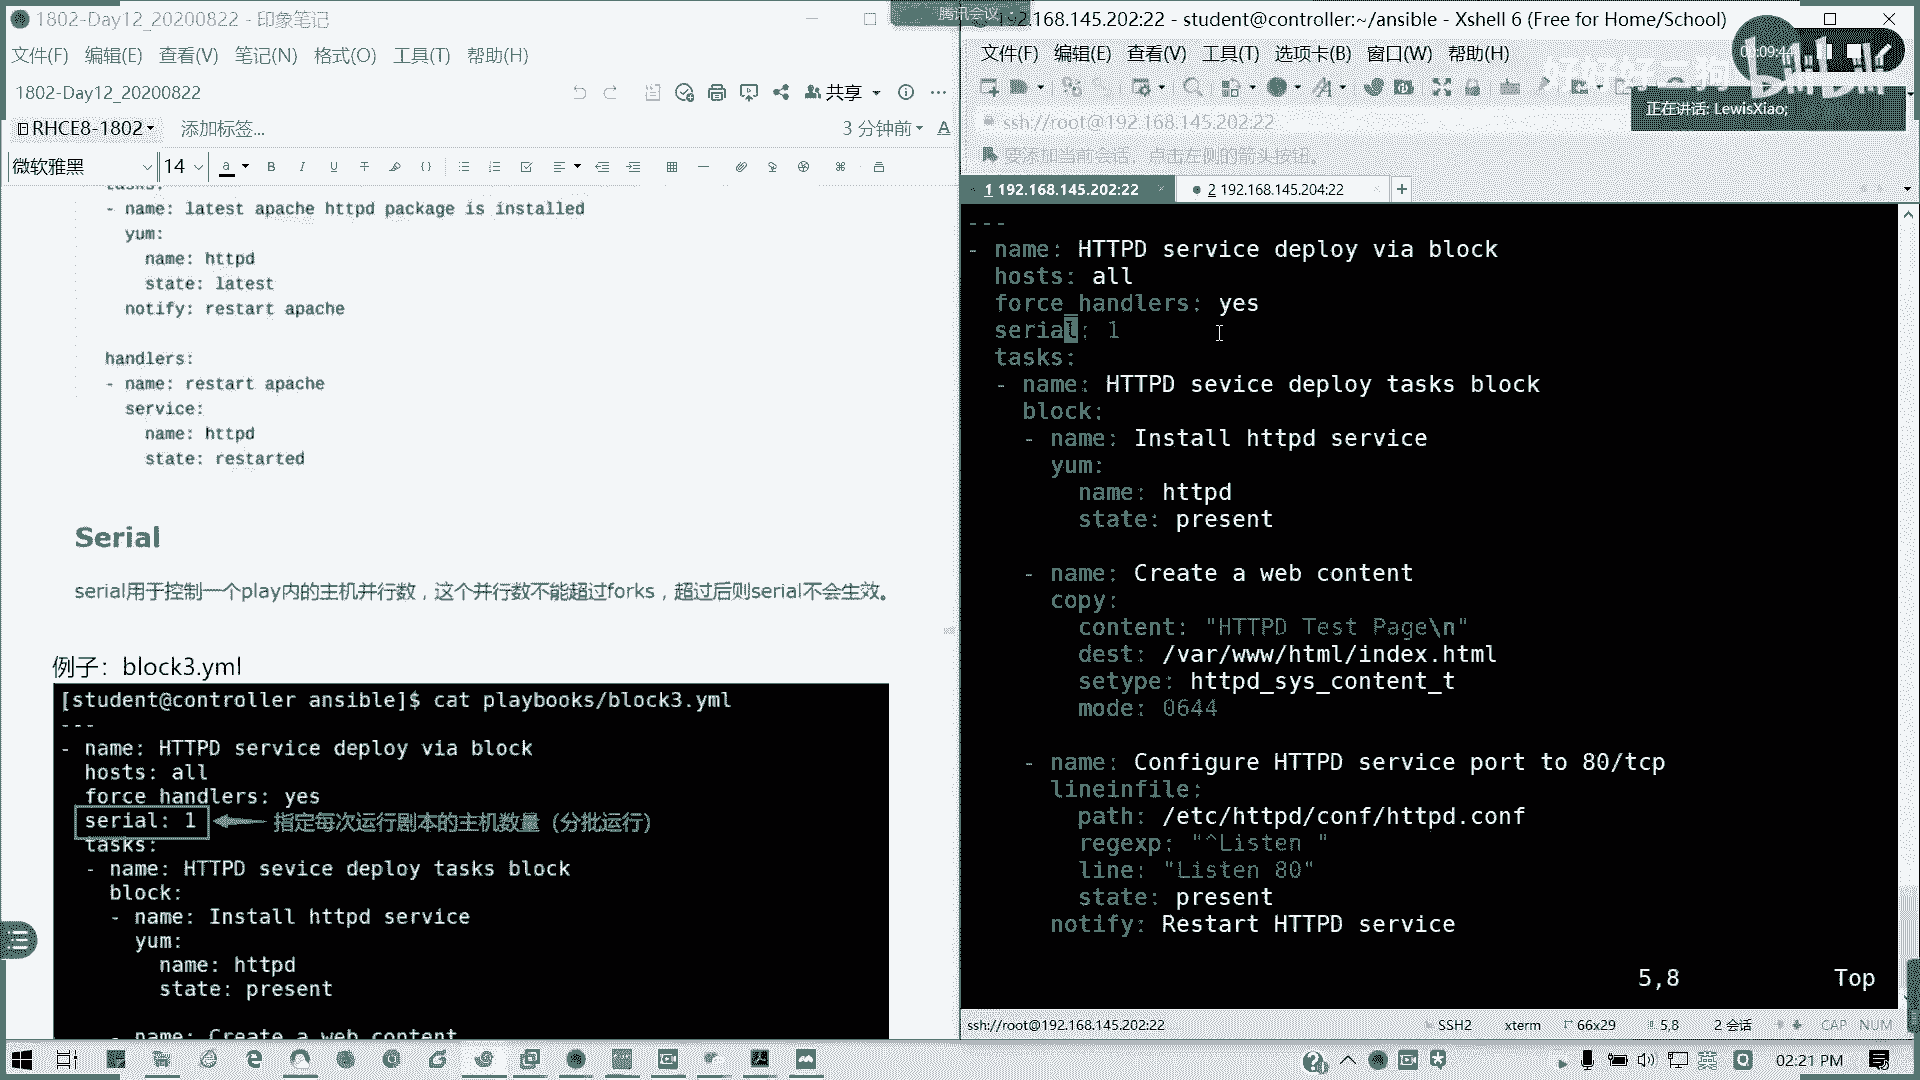 1802-Day12_20200822 - 印象笔记
文件(F) 编辑(E) 查看(V) 笔记(N) 格式(O) 工具(T) 帮助(H)
1802-Day12_20200822
共享
RHCE8-1802
添加标签...
3 分钟前
微软雅黑
14
tasks:
- name: latest apache httpd package is installed
yum:
name: httpd
state: latest
notify: restart apache
handlers:
- name: restart apache
service:
name: httpd
state: restarted
Serial
serial用于控制一个play内的主机并行数，这个并行数不能超过forks，超过后则serial不会生效。
例子：block3.yml
[student@controller ansible]$ cat playbooks/block3.yml
---
- name: HTTPD service deploy via block
hosts: all
force_handlers: yes
serial: 1 指定每次运行剧本的主机数量（分批运行）
tasks:
- name: HTTPD sevice deploy tasks block
block:
- name: Install httpd service
yum:
name: httpd
state: present
- name: Create a web content
腾讯会议
192.168.145.202:22 - student@controller:~/ansible - Xshell 6 (Free for Home/School)
文件(F) 编辑(E) 查看(V) 工具(T) 选项卡(B) 窗口(W) 帮助(H)
00:09:44
好好好二狗
bilibili
正在讲话: LewisXiao;
ssh://root@192.168.145.202:22
要添加当前会话，点击左侧的箭头按钮。
1 192.168.145.202:22
2 192.168.145.204:22
---
- name: HTTPD service deploy via block
hosts: all
force_handlers: yes
serial: 1
tasks:
- name: HTTPD sevice deploy tasks block
block:
- name: Install httpd service
yum:
name: httpd
state: present
- name: Create a web content
copy:
content: "HTTPD Test Page\n"
dest: /var/www/html/index.html
setype: httpd_sys_content_t
mode: 0644
- name: Configure HTTPD service port to 80/tcp
lineinfile:
path: /etc/httpd/conf/httpd.conf
regexp: "^Listen "
line: "Listen 80"
state: present
notify: Restart HTTPD service
5,8 Top
ssh://root@192.168.145.202:22
SSH2
xterm
66x29
5,8
2 会话
CAP NUM
英
02:21 PM